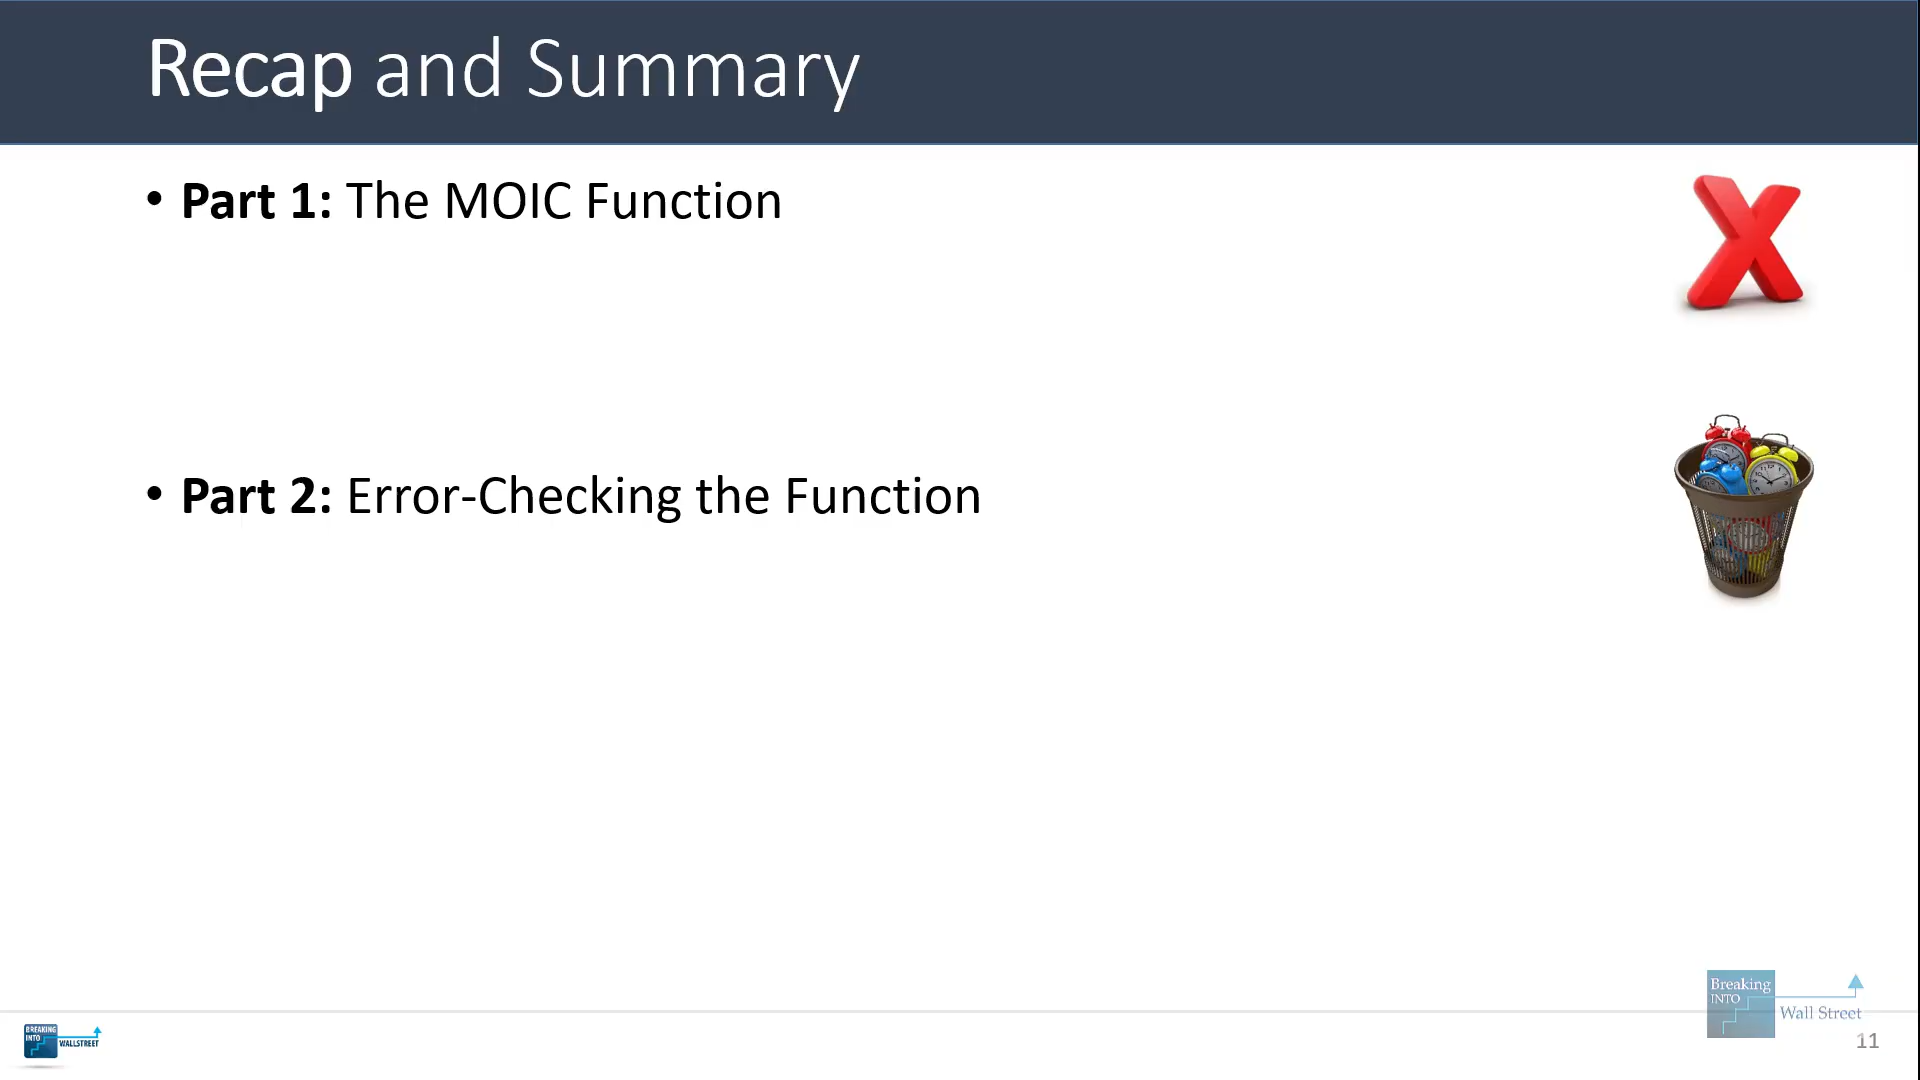 Recap and Summary
• Part 1: The MOIC Function
• Part 2: Error-Checking the Function
Breaking
INTO
Wall Street
BREAKING
INTO
WALLSTREET
11